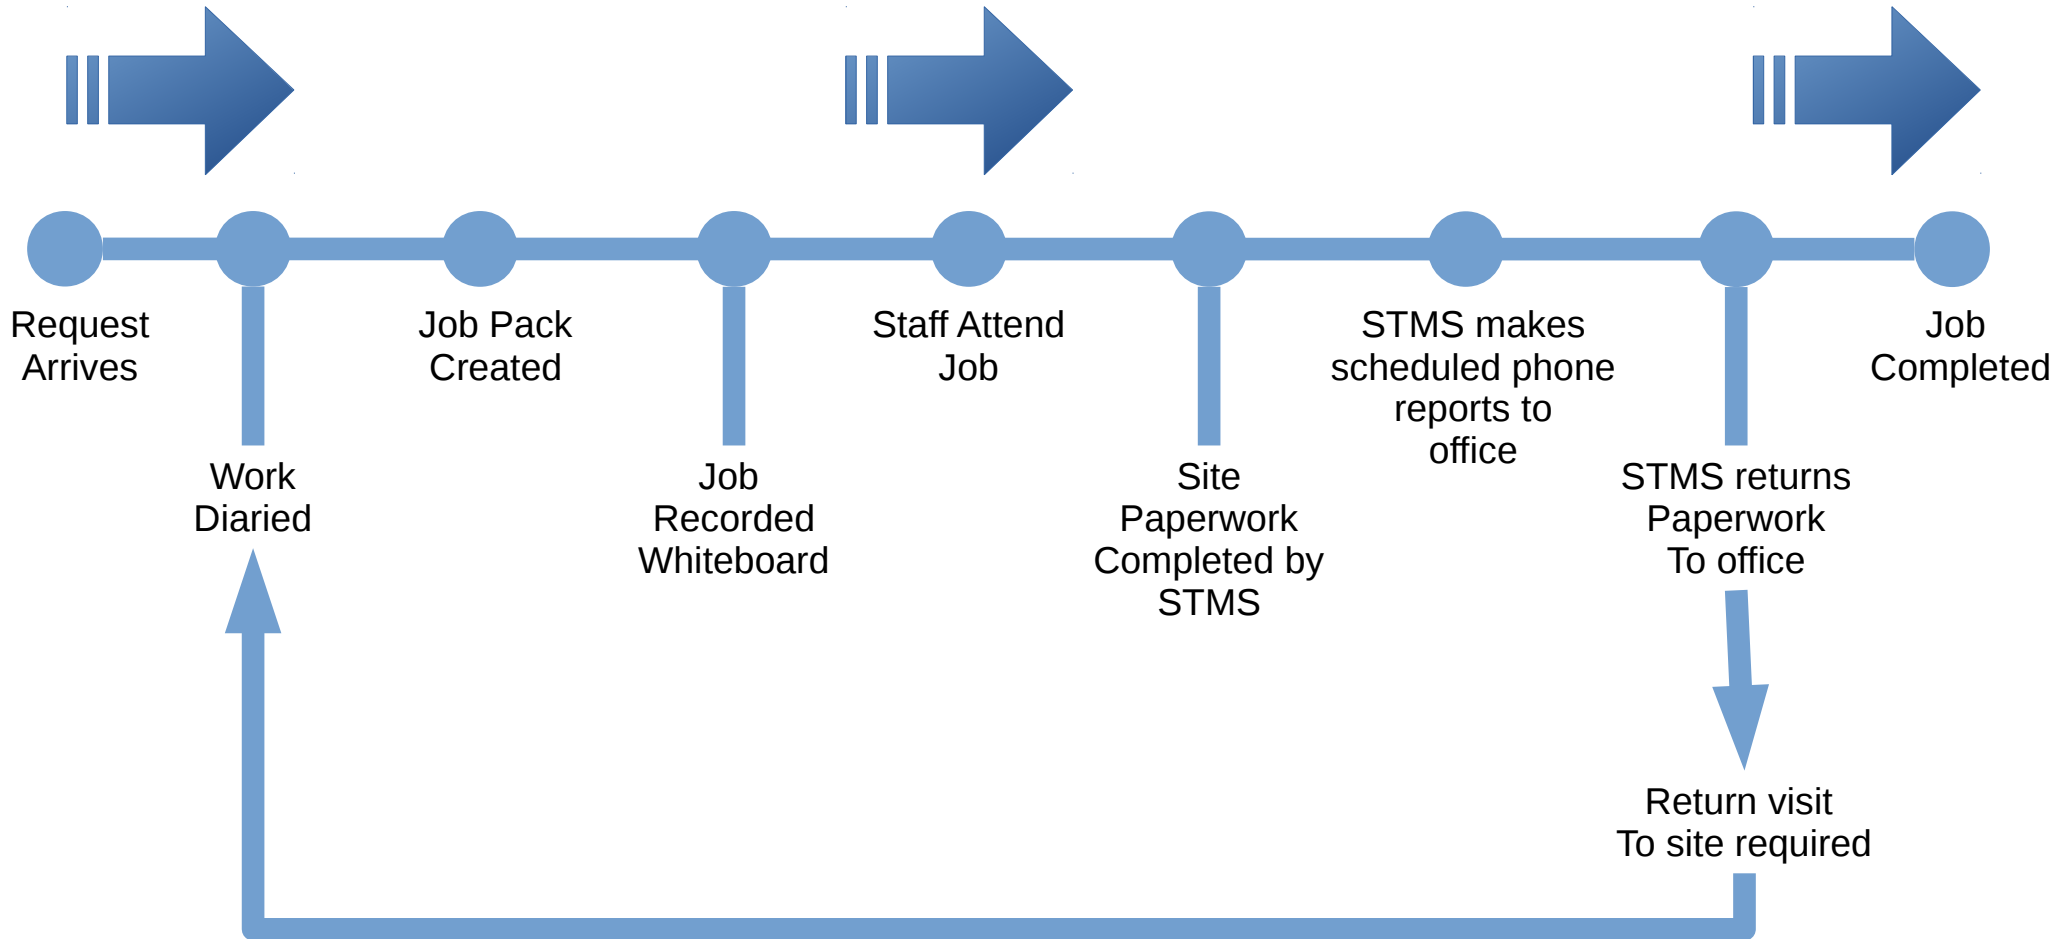 Request
Arrives
Work
Diaried
Job Pack
Created
Job
Recorded
Whiteboard
Staff Attend
Job
Site
Paperwork
Completed by
STMS
STMS makes
scheduled phone
reports to
office
STMS returns
Paperwork
To office
Job
Completed
Return visit
To site required